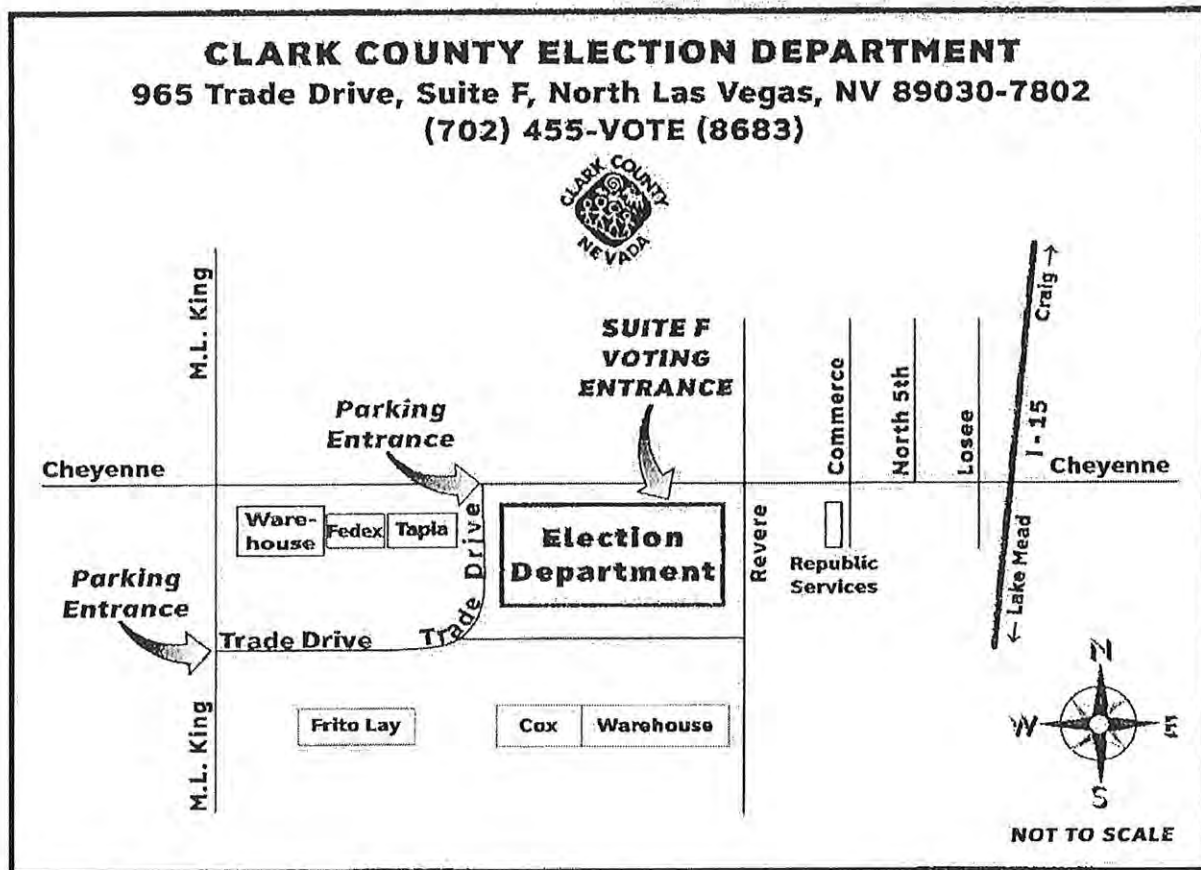 CLARK COUNTY ELECTION DEPARTMENT
965 Trade Drive, Suite F, North Las Vegas, NV 89030-7802
(702) 455-VOTE (8683)
CLARK COUNTY
NEVADA
M.L. King
SUITE F
VOTING
ENTRANCE
Parking
Entrance
Commerce
North 5th
Losee
I - 15
Craig →
Cheyenne
Cheyenne
Ware-
house
Fedex
Tapia
Trade Drive
Election
Department
Revere
Republic
Services
← Lake Mead
Parking
Entrance
Trade Drive
M.L. King
Frito Lay
Cox
Warehouse
N
W
E
S
NOT TO SCALE